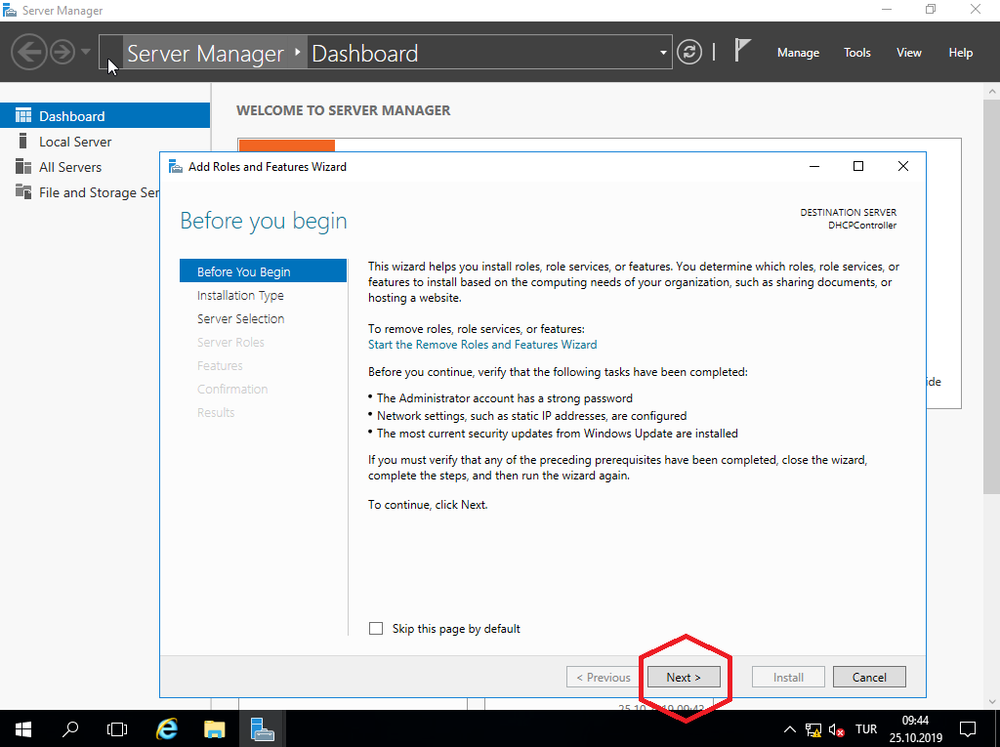 Server Manager
Server Manager Dashboard
Manage Tools View Help
Dashboard
Local Server
All Servers
File and Storage Ser
WELCOME TO SERVER MANAGER
Add Roles and Features Wizard
Before you begin
DESTINATION SERVER
DHCPController
Before You Begin
Installation Type
Server Selection
Server Roles
Features
Confirmation
Results
This wizard helps you install roles, role services, or features. You determine which roles, role services, or
features to install based on the computing needs of your organization, such as sharing documents, or
hosting a website.
To remove roles, role services, or features:
Start the Remove Roles and Features Wizard
Before you continue, verify that the following tasks have been completed:
• The Administrator account has a strong password
• Network settings, such as static IP addresses, are configured
• The most current security updates from Windows Update are installed
If you must verify that any of the preceding prerequisites have been completed, close the wizard,
complete the steps, and then run the wizard again.
To continue, click Next.
Skip this page by default
< Previous Next > Install Cancel
ide
25.10.2019 09:43
TUR
09:44
25.10.2019